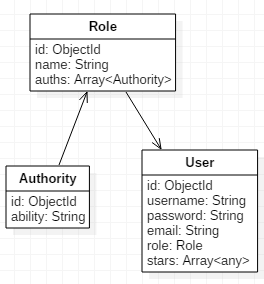 Role
id: ObjectId
name: String
auths: Array<Authority>
Authority
id: ObjectId
ability: String
User
id: ObjectId
username: String
password: String
email: String
role: Role
stars: Array<any>